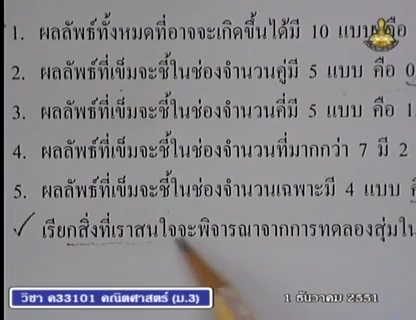 1. ผลลัพธ์ทั้งหมดที่อาจจะเกิดขึ้นได้มี 10 แบบ คือ
2. ผลลัพธ์ที่เข็มจะชี้ในช่องจำนวนคู่มี 5 แบบ คือ 0
3. ผลลัพธ์ที่เข็มจะชี้ในช่องจำนวนคี่มี 5 แบบ คือ 1
4. ผลลัพธ์ที่เข็มจะชี้ในช่องจำนวนที่มากกว่า 7 มี 2
5. ผลลัพธ์ที่เข็มจะชี้ในช่องจำนวนเฉพาะมี 4 แบบ
✓ เรียกสิ่งที่เราสนใจจะพิจารณาจากการทดลองสุ่มใน
วิชา ค33101 คณิตศาสตร์ (ม.3)
1 ธันวาคม 2551